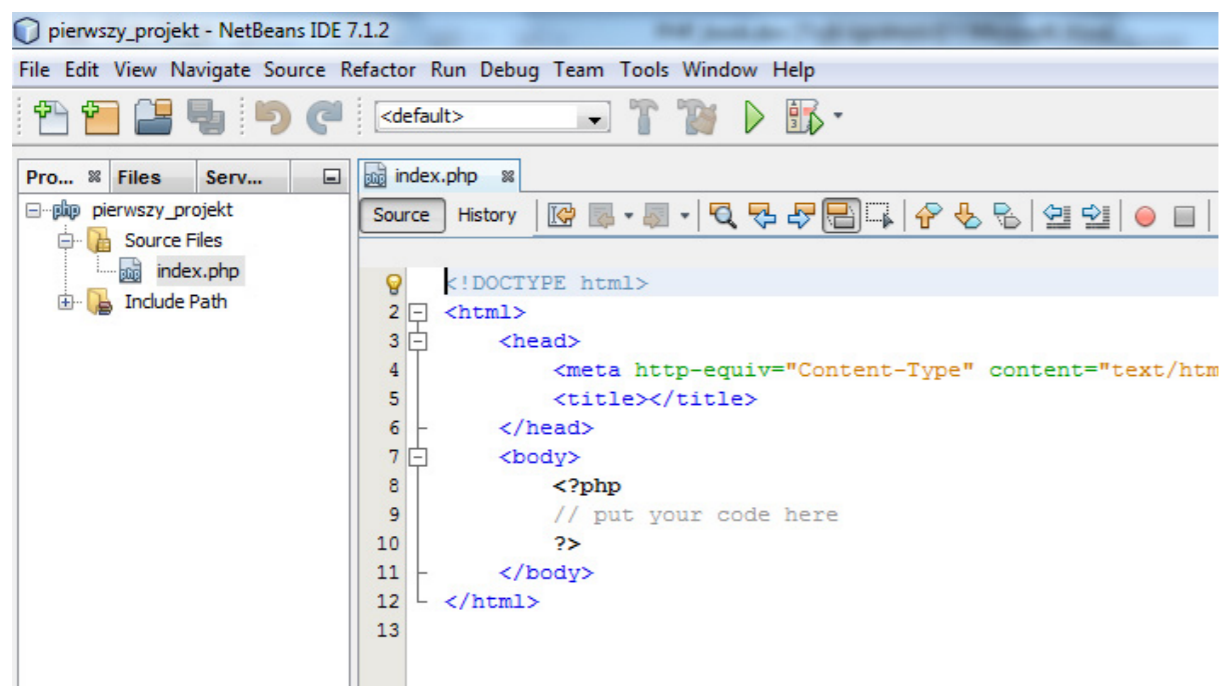 pierwszy_projekt - NetBeans IDE 7.1.2
File Edit View Navigate Source Refactor Run Debug Team Tools Window Help
<default>
Pro... Files Serv...
index.php
pierwszy_projekt
Source Files
index.php
Include Path
Source History
<!DOCTYPE html>
2 <html>
3 <head>
4 <meta http-equiv="Content-Type" content="text/htm
5 <title></title>
6 </head>
7 <body>
8 <?php
9 // put your code here
10 ?>
11 </body>
12 </html>
13